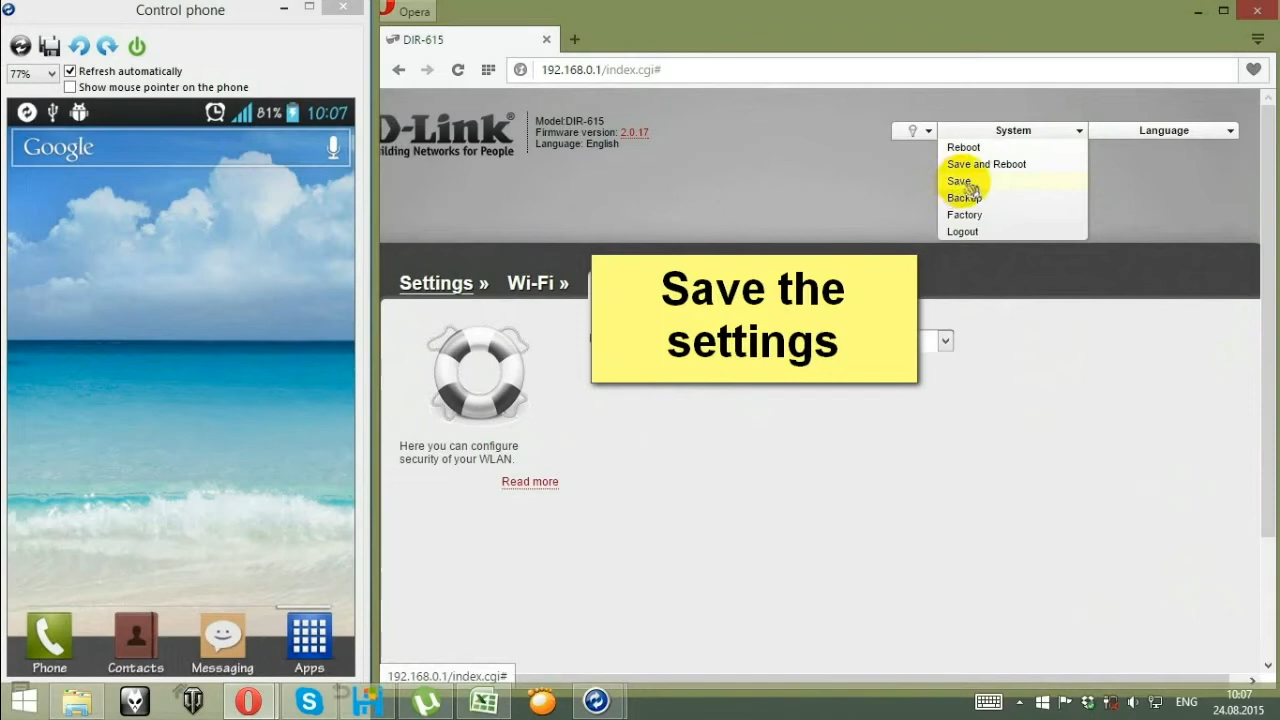 Control phone
77%
Refresh automatically
Show mouse pointer on the phone
81%
10:07
Google
Phone
Contacts
Messaging
Apps
Opera
DIR-615
192.168.0.1/index.cgi#
D-Link
uilding Networks for People
Model:DIR-615
Firmware version: 2.0.17
Language: English
System
Language
Reboot
Save and Reboot
Save
Backup
Factory
Logout
Settings »
Wi-Fi »
Save the
settings
Here you can configure
security of your WLAN.
Read more
192.168.0.1/index.cgi#
ENG
10:07
24.08.2015